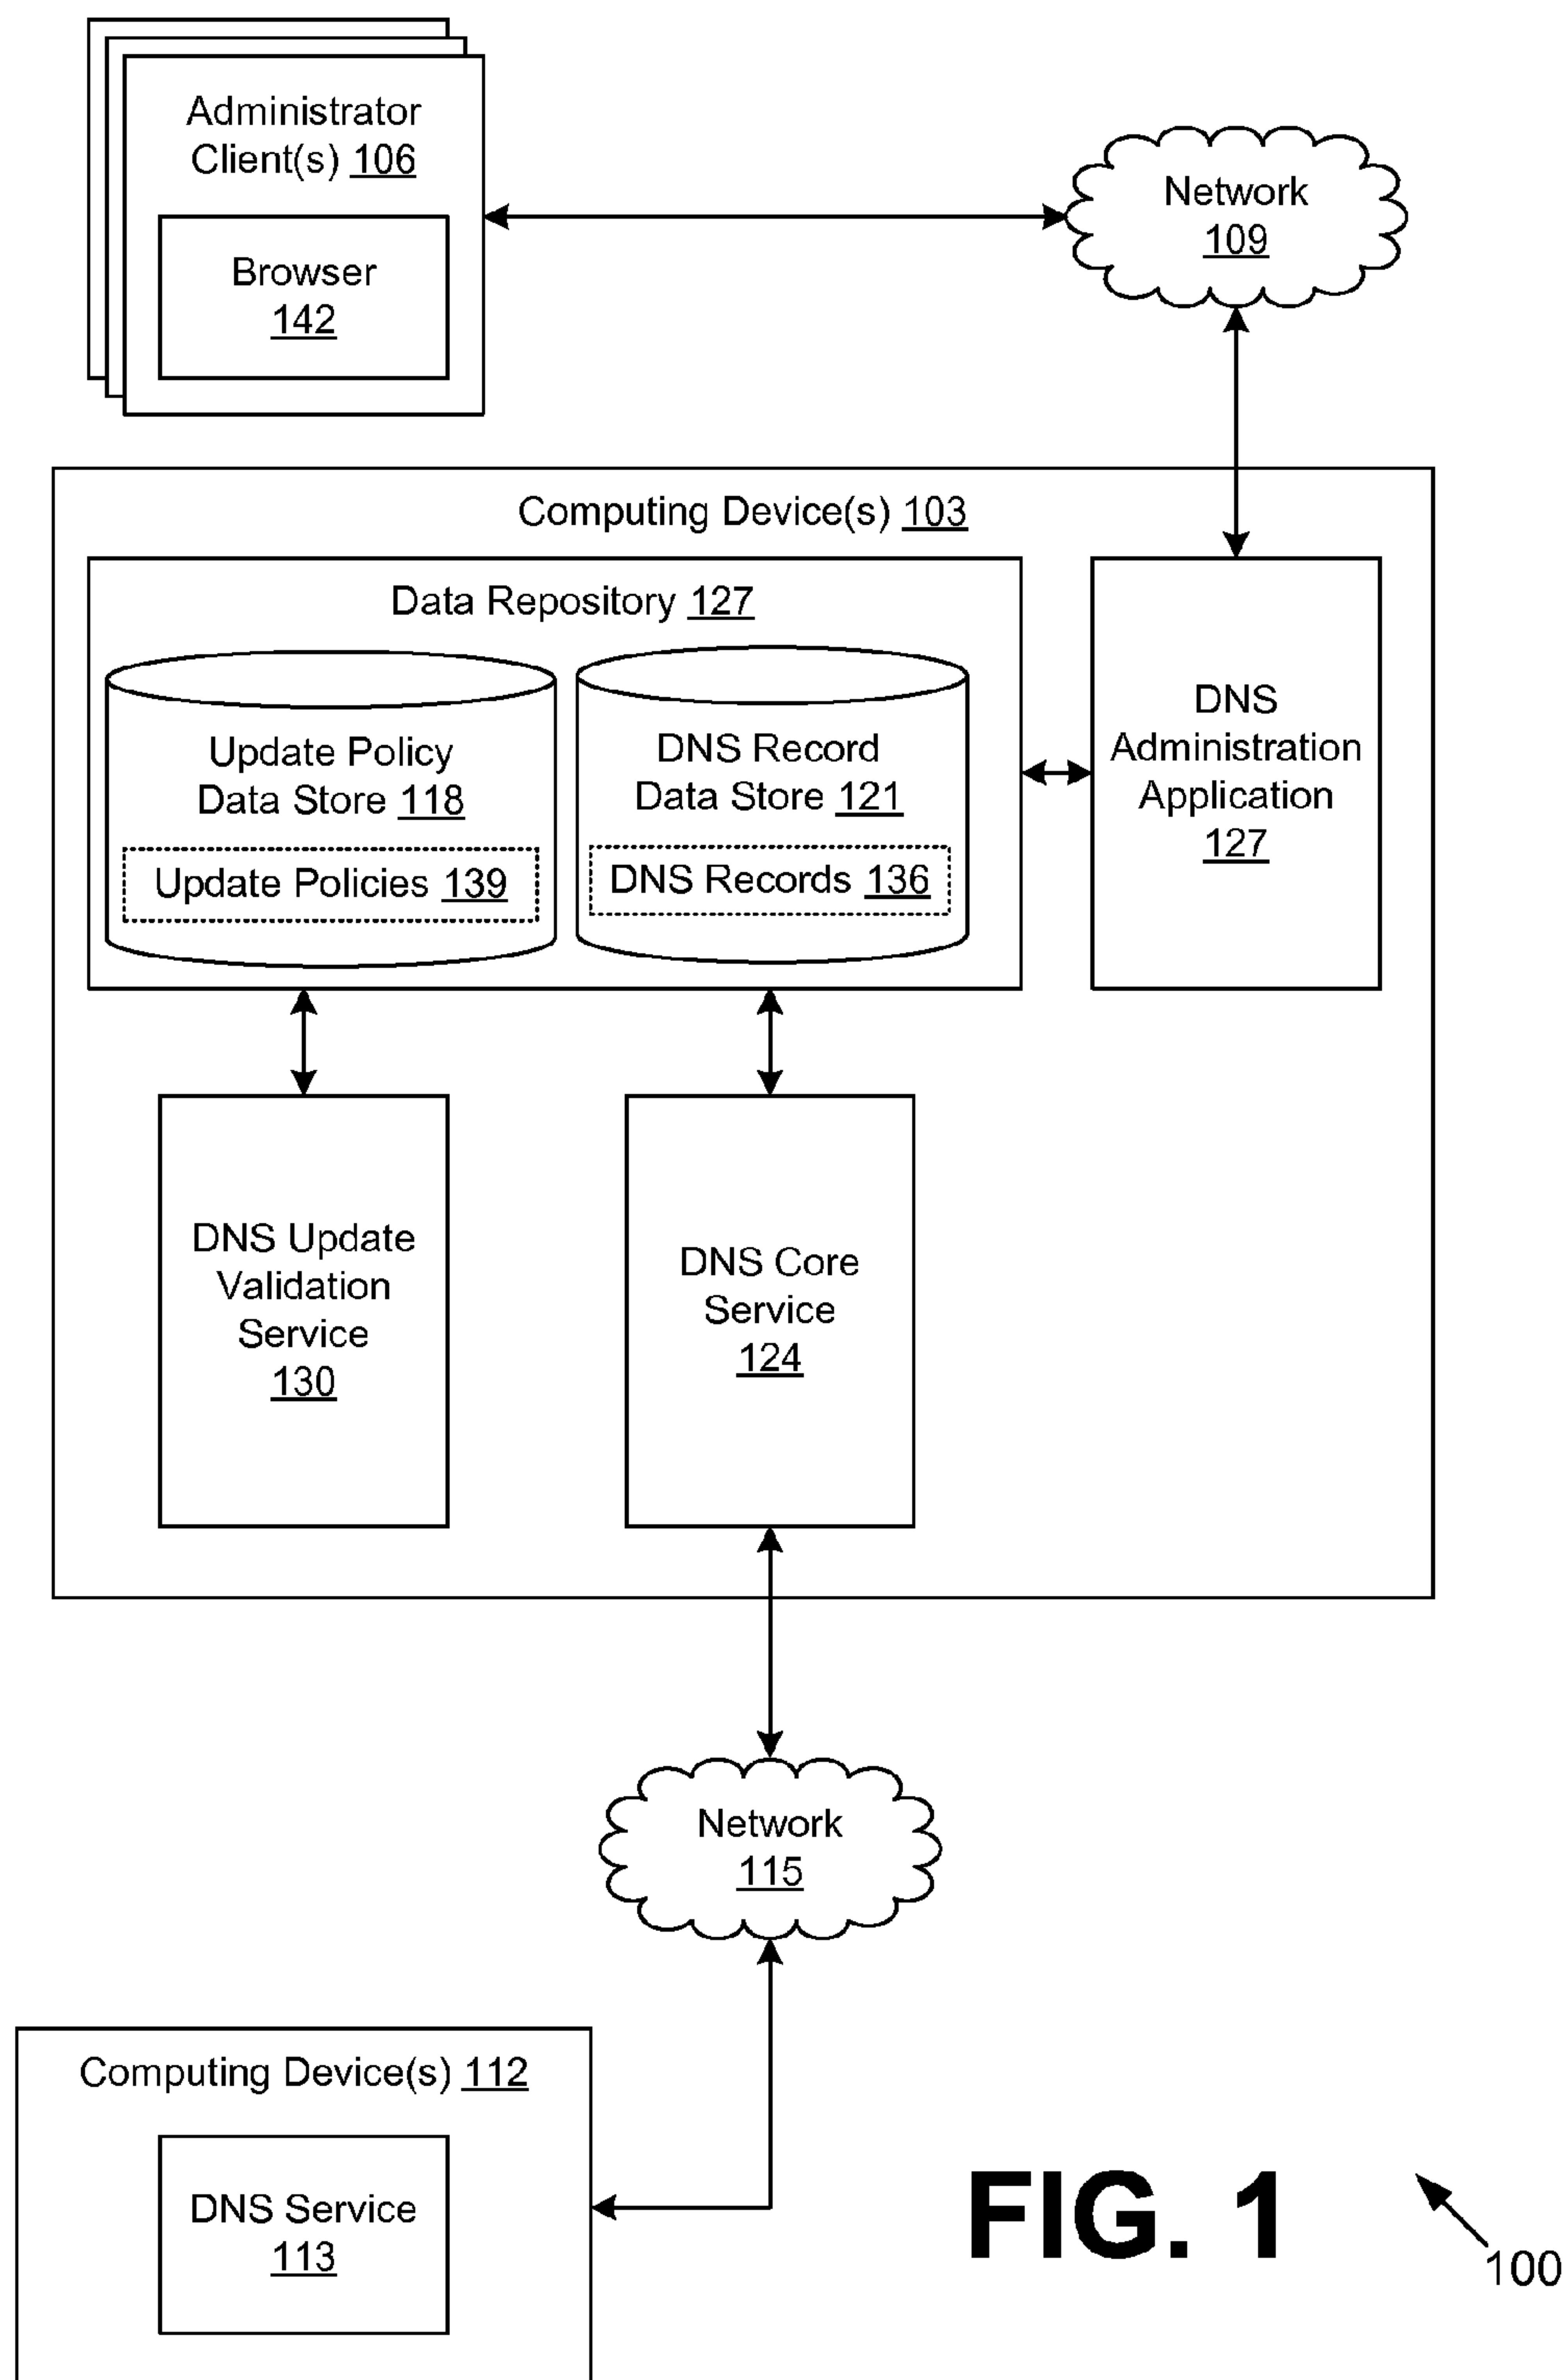 Administrator
Client(s) 106
Browser
142
Network
109
Computing Device(s) 103
Data Repository 127
Update Policy
Data Store 118
Update Policies 139
DNS Record
Data Store 121
DNS Records 136
DNS
Administration
Application
127
DNS Update
Validation
Service
130
DNS Core
Service
124
Network
115
Computing Device(s) 112
DNS Service
113
FIG. 1
100